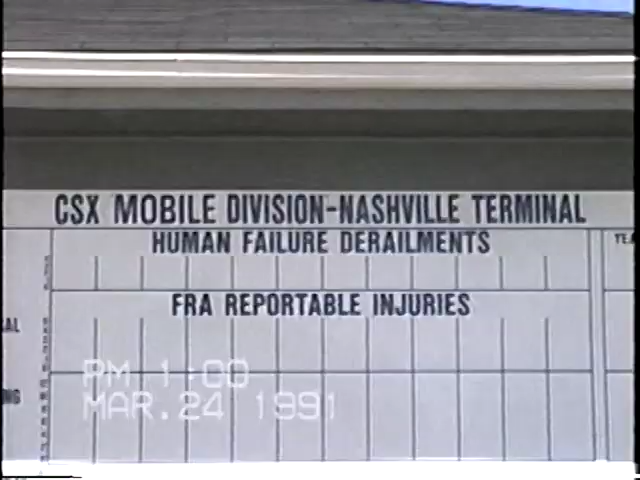 CSX MOBILE DIVISION-NASHVILLE TERMINAL
HUMAN FAILURE DERAILMENTS
FRA REPORTABLE INJURIES
PM 1:00
MAR.24 1991